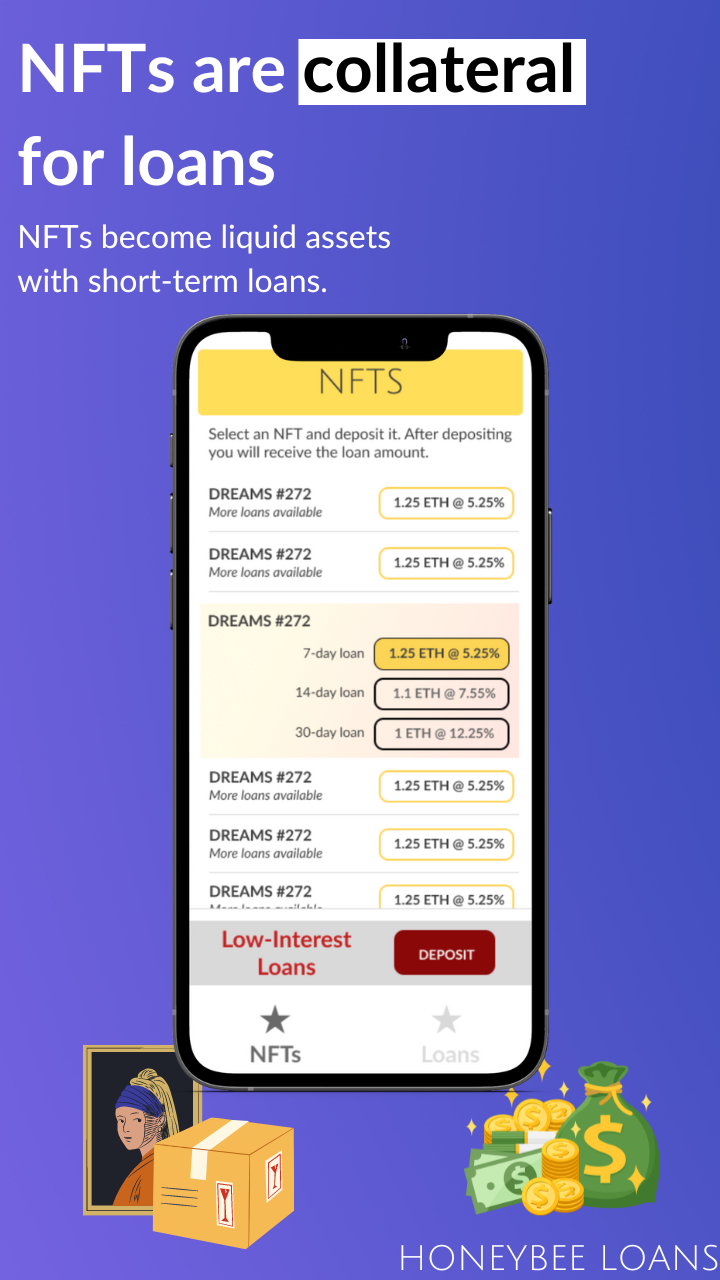 NFTs are collateral
for loans
NFTs become liquid assets
with short-term loans.
NFTS
Select an NFT and deposit it. After depositing
you will receive the loan amount.
DREAMS #272
More loans available
1.25 ETH @ 5.25%
DREAMS #272
More loans available
1.25 ETH @ 5.25%
DREAMS #272
7-day loan 1.25 ETH @ 5.25%
14-day loan 1.1 ETH @ 7.55%
30-day loan 1 ETH @ 12.25%
DREAMS #272
More loans available
1.25 ETH @ 5.25%
DREAMS #272
More loans available
1.25 ETH @ 5.25%
DREAMS #272
More loans available
1.25 ETH @ 5.25%
Low-Interest
Loans
DEPOSIT
NFTs
Loans
HONEYBEE LOANS